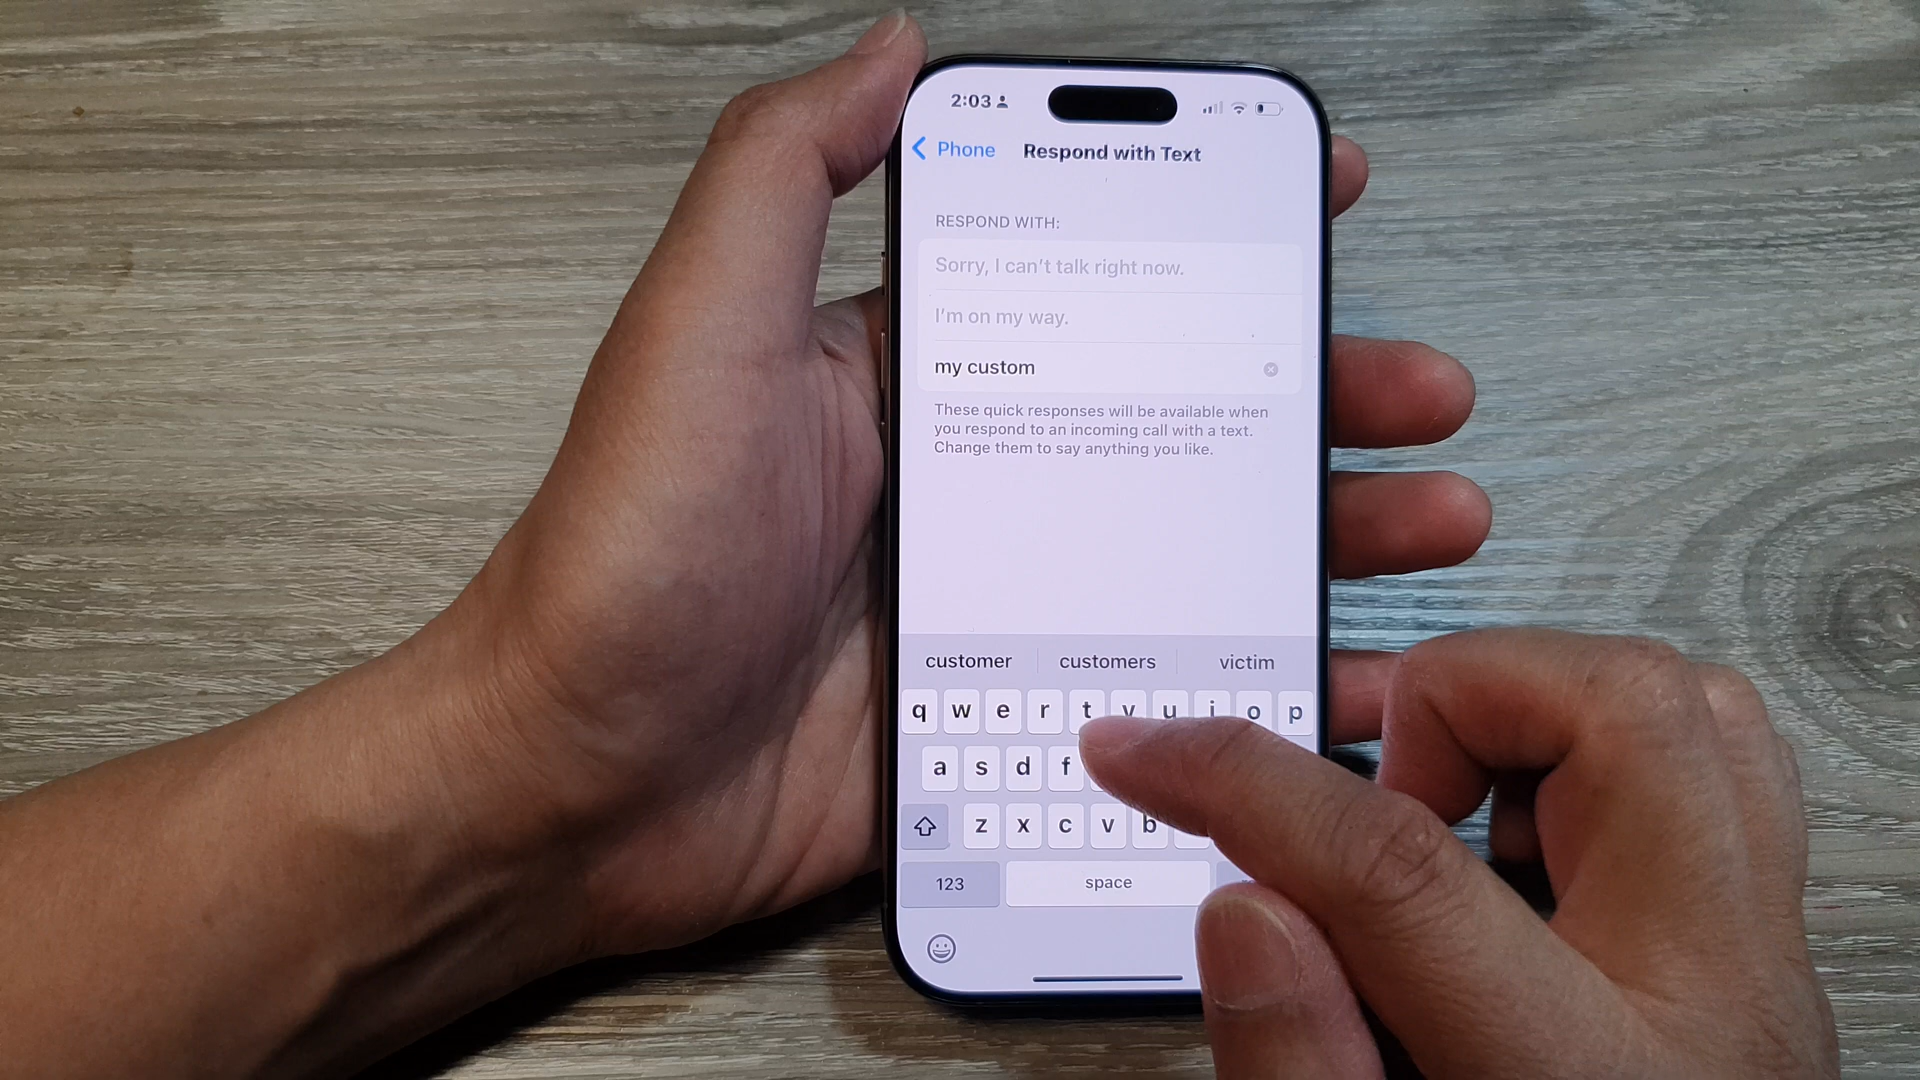 2:03
Phone Respond with Text
RESPOND WITH:
Sorry, I can't talk right now.
I'm on my way.
my custom
These quick responses will be available when
you respond to an incoming call with a text.
Change them to say anything you like.
customer customers victim
q w e r t y u i o p
a s d f
z x c v b
123 space